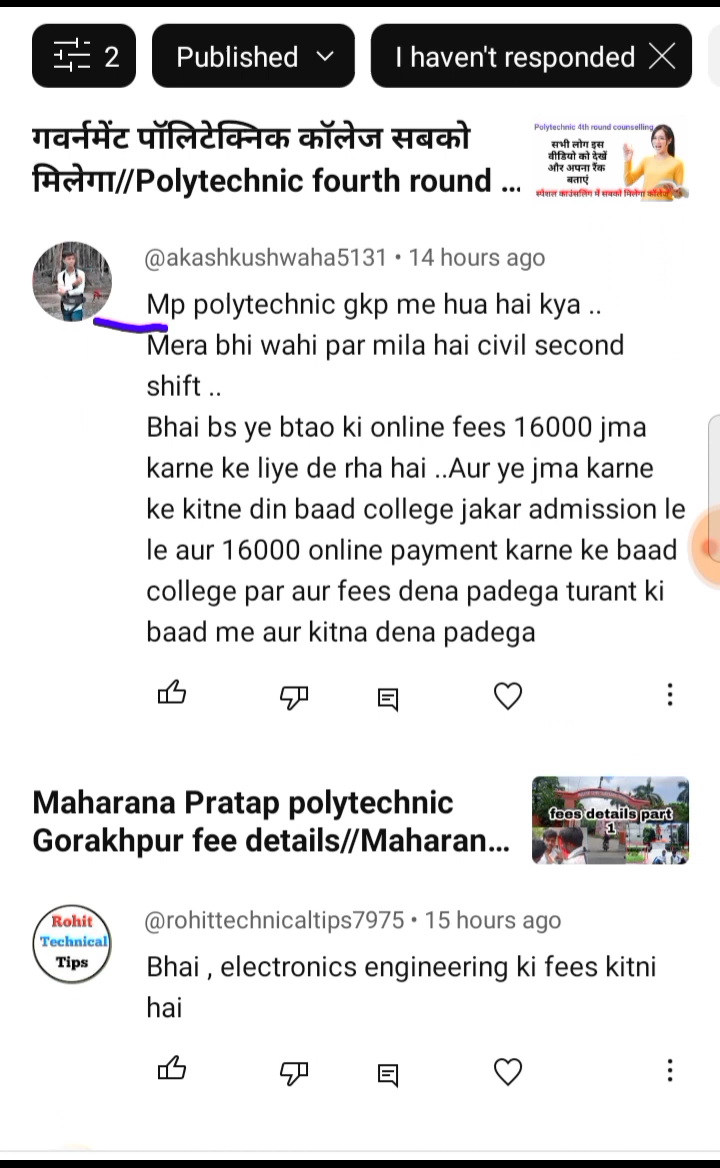 2 Published I haven't responded
गवर्नमेंट पॉलिटेक्निक कॉलेज सबको
मिलेगा//Polytechnic fourth round ...
Polytechnic 4th round counselling
सभी लोग इस
वीडियो को देखें
और अपना रैंक
बताएं
स्पेशल काउंसलिंग में सबको मिलेगा कॉलेज
@akashkushwaha5131 • 14 hours ago
Mp polytechnic gkp me hua hai kya ..
Mera bhi wahi par mila hai civil second
shift ..
Bhai bs ye btao ki online fees 16000 jma
karne ke liye de rha hai ..Aur ye jma karne
ke kitne din baad college jakar admission le
le aur 16000 online payment karne ke baad
college par aur fees dena padega turant ki
baad me aur kitna dena padega
Maharana Pratap polytechnic
Gorakhpur fee details//Maharan...
fees details part
1
Rohit
Technical
Tips
@rohittechnicaltips7975 • 15 hours ago
Bhai , electronics engineering ki fees kitni
hai